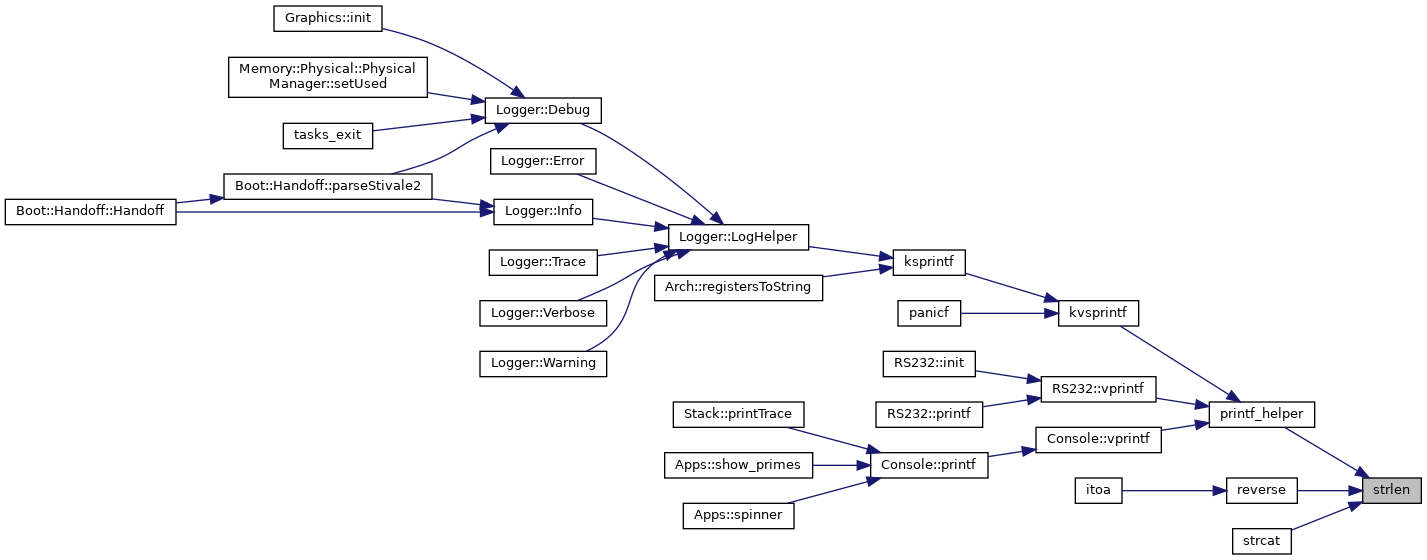 Graphics::init
Memory::Physical::Physical
Manager::setUsed
Logger::Debug
tasks_exit
Logger::Error
Boot::Handoff::parseStivale2
Boot::Handoff::Handoff
Logger::Info
Logger::LogHelper
Logger::Trace
ksprintf
Arch::registersToString
Logger::Verbose
panicf
kvsprintf
Logger::Warning
RS232::init
RS232::vprintf
Stack::printTrace
RS232::printf
printf_helper
Console::vprintf
Apps::show_primes
Console::printf
itoa
reverse
strlen
Apps::spinner
strcat